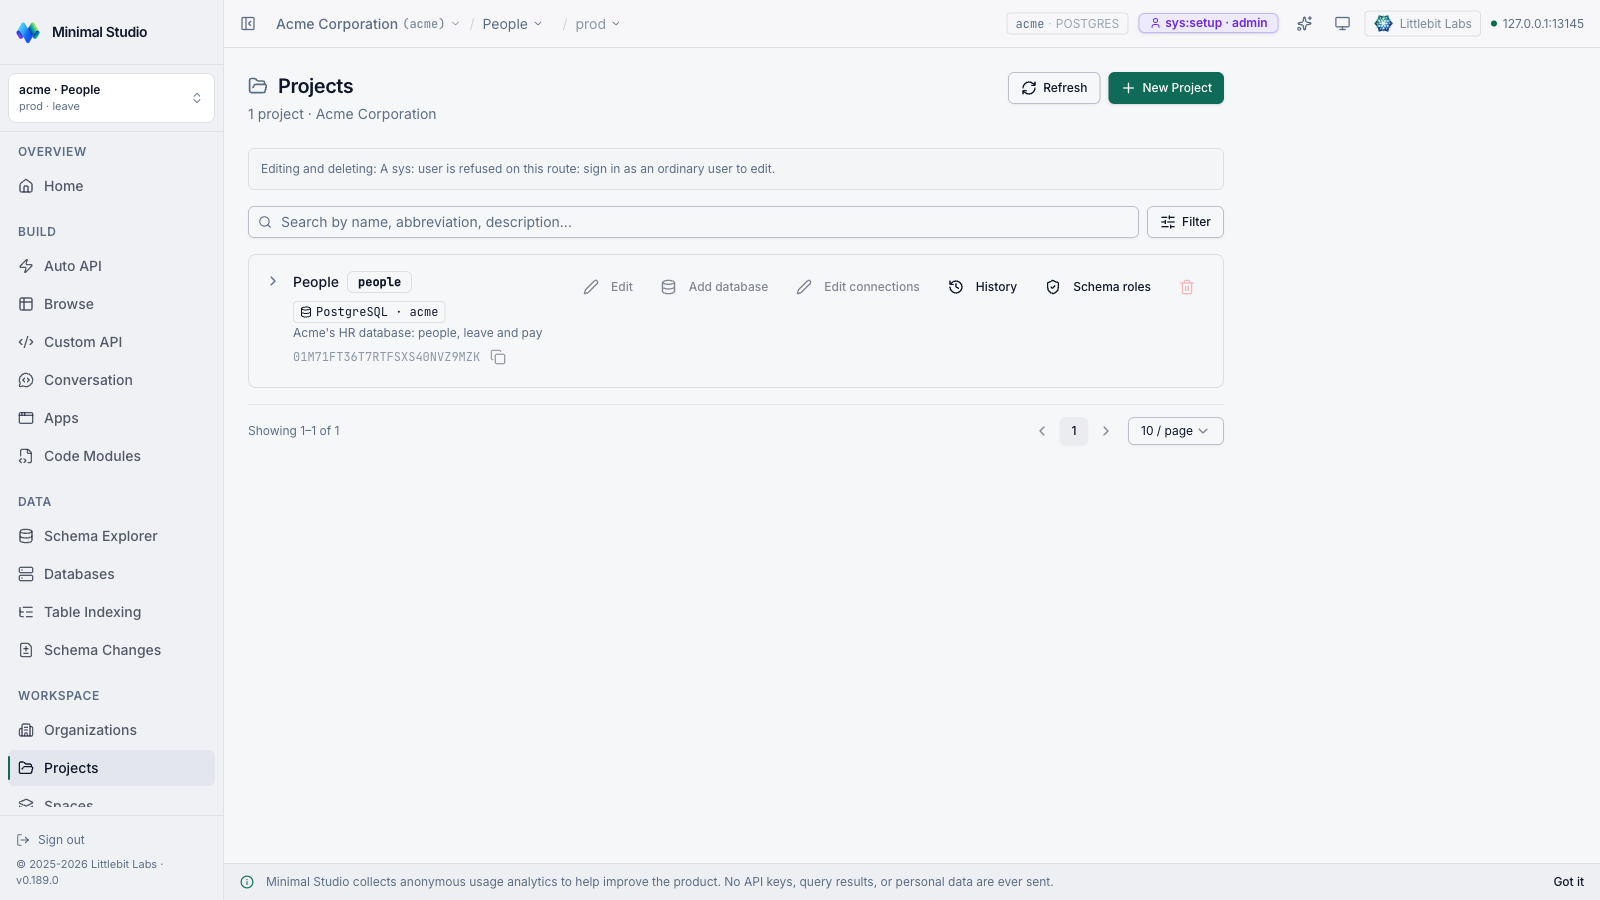 Minimal Studio
acme · People
prod · leave
OVERVIEW
Home
BUILD
Auto API
Browse
Custom API
Conversation
Apps
Code Modules
DATA
Schema Explorer
Databases
Table Indexing
Schema Changes
WORKSPACE
Organizations
Projects
Spaces
Sign out
© 2025-2026 Littlebit Labs ·
v0.189.0
Acme Corporation (acme) / People / prod
acme · POSTGRES
sys:setup · admin
Littlebit Labs
127.0.0.1:13145
Projects
1 project · Acme Corporation
Refresh
New Project
Editing and deleting: A sys: user is refused on this route: sign in as an ordinary user to edit.
Search by name, abbreviation, description...
Filter
People people
Edit
Add database
Edit connections
History
Schema roles
PostgreSQL · acme
Acme's HR database: people, leave and pay
01M71FT36T7RTFSXS40NVZ9MZK
Showing 1–1 of 1
1
10 / page
Minimal Studio collects anonymous usage analytics to help improve the product. No API keys, query results, or personal data are ever sent.
Got it